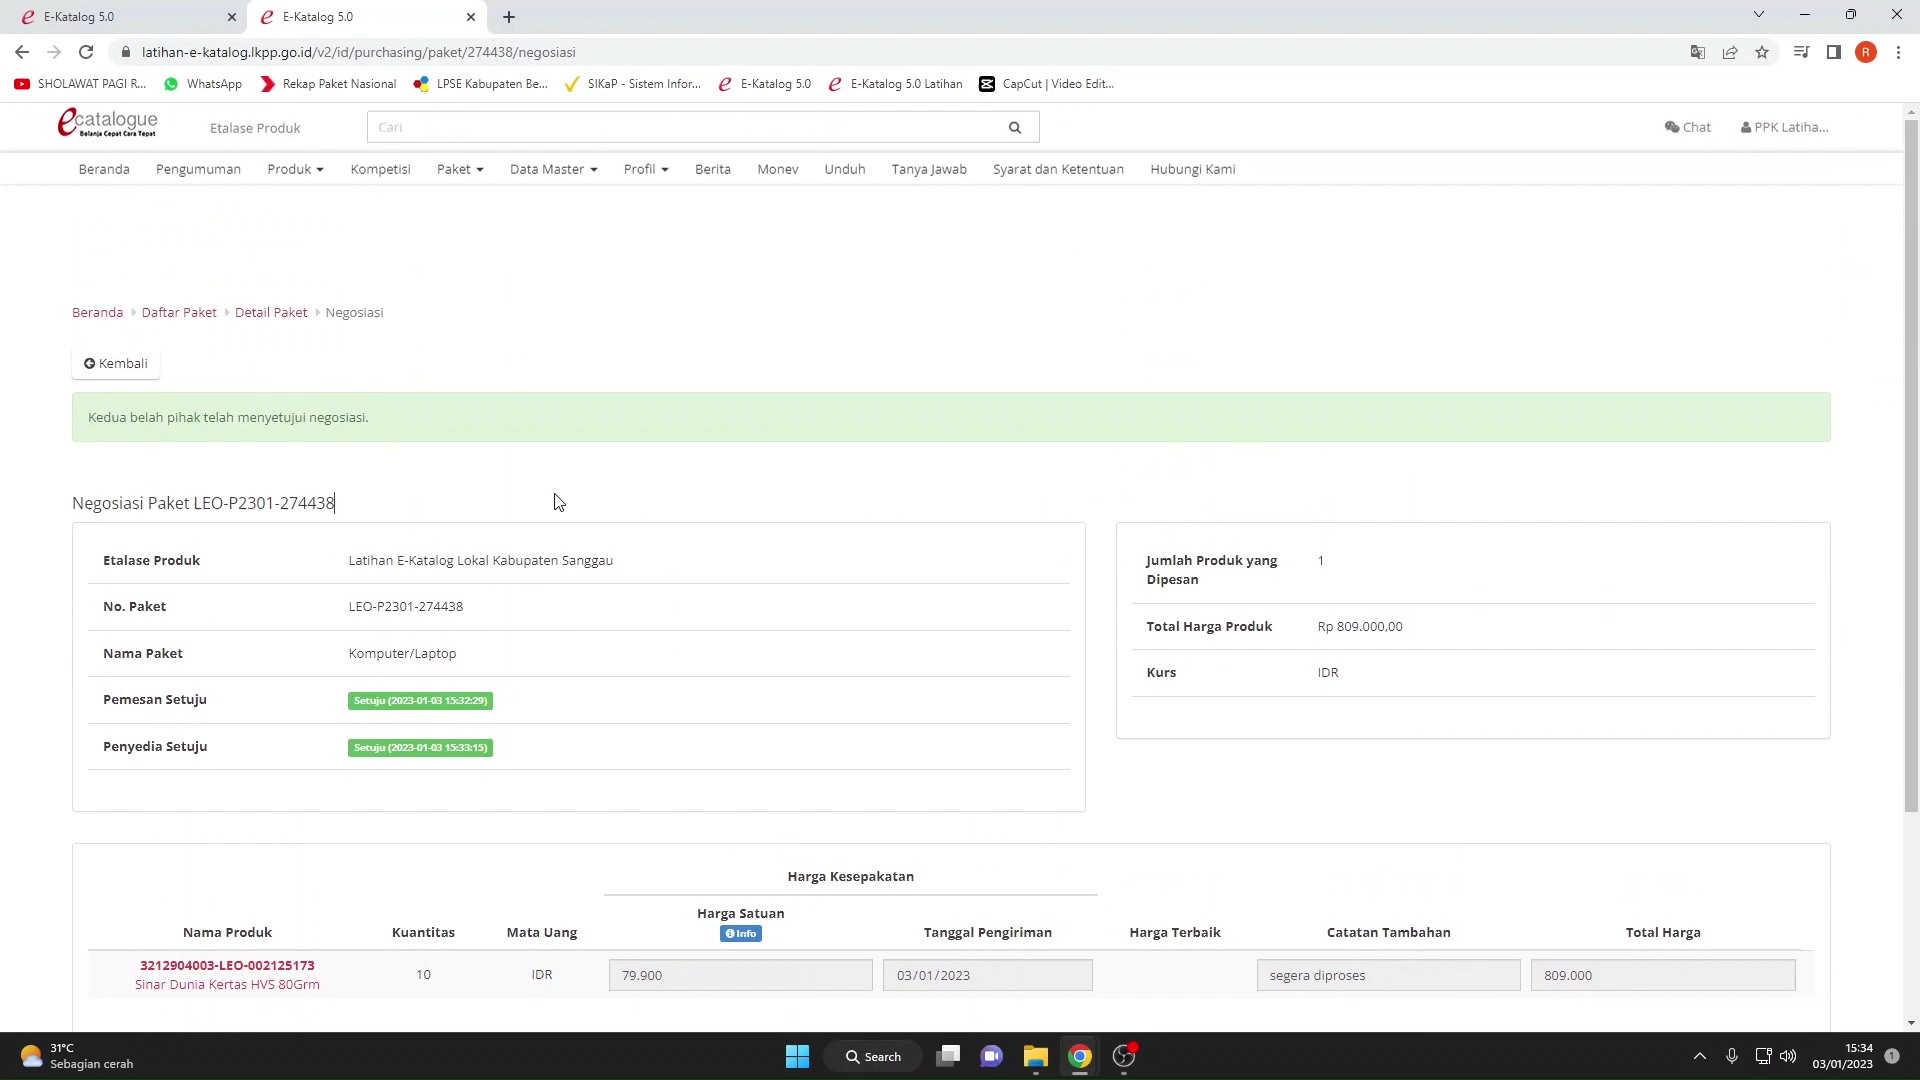 E-Katalog 5.0
E-Katalog 5.0
latihan-e-katalog.lkpp.go.id/v2/id/purchasing/paket/274438/negosiasi
R
SHOLAWAT PAGI R...
WhatsApp
Rekap Paket Nasional
LPSE Kabupaten Be...
SIKaP - Sistem Infor...
E-Katalog 5.0
E-Katalog 5.0 Latihan
CapCut | Video Edit...
ecatalogue
Belanja Cepat Cara Tepat
Etalase Produk
Cari
Chat
PPK Latiha...
Beranda
Pengumuman
Produk
Kompetisi
Paket
Data Master
Profil
Berita
Monev
Unduh
Tanya Jawab
Syarat dan Ketentuan
Hubungi Kami
Beranda
Daftar Paket
Detail Paket
Negosiasi
Kembali
Kedua belah pihak telah menyetujui negosiasi.
Negosiasi Paket LEO-P2301-274438
Etalase Produk
Latihan E-Katalog Lokal Kabupaten Sanggau
No. Paket
LEO-P2301-274438
Nama Paket
Komputer/Laptop
Pemesan Setuju
Setuju (2023-01-03 15:32:29)
Penyedia Setuju
Setuju (2023-01-03 15:33:15)
Jumlah Produk yang
Dipesan
1
Total Harga Produk
Rp 809.000,00
Kurs
IDR
Harga Kesepakatan
Nama Produk
Kuantitas
Mata Uang
Harga Satuan
Info
Tanggal Pengiriman
Harga Terbaik
Catatan Tambahan
Total Harga
3212904003-LEO-002125173
Sinar Dunia Kertas HVS 80Grm
10
IDR
79.900
03/01/2023
segera diproses
809.000
31°C
Sebagian cerah
Search
15:34
03/01/2023
1